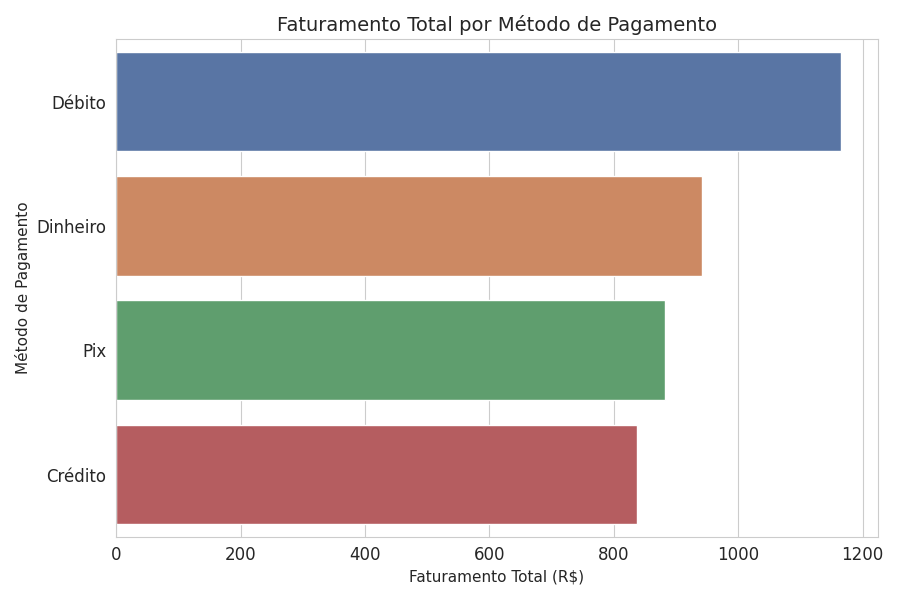 Faturamento Total por Método de Pagamento
Método de Pagamento
Débito
Dinheiro
Pix
Crédito
0 200 400 600 800 1000 1200
Faturamento Total (R$)